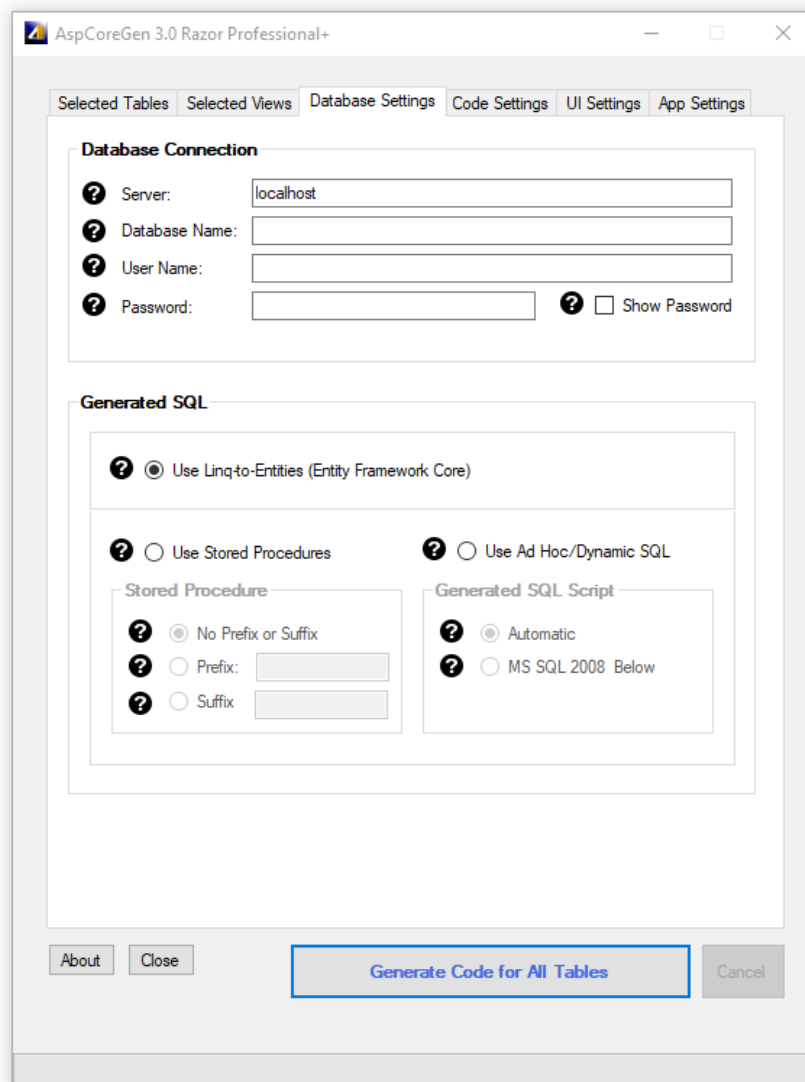 AspCoreGen 3.0 Razor Professional+
Selected Tables Selected Views Database Settings Code Settings UI Settings App Settings
Database Connection
? Server: localhost
? Database Name:
? User Name:
? Password: ? Show Password
Generated SQL
? Use Linq-to-Entities (Entity Framework Core)
? Use Stored Procedures ? Use Ad Hoc/Dynamic SQL
Stored Procedure Generated SQL Script
? No Prefix or Suffix ? Automatic
? Prefix: ? MS SQL 2008 Below
? Suffix
About Close Generate Code for All Tables Cancel